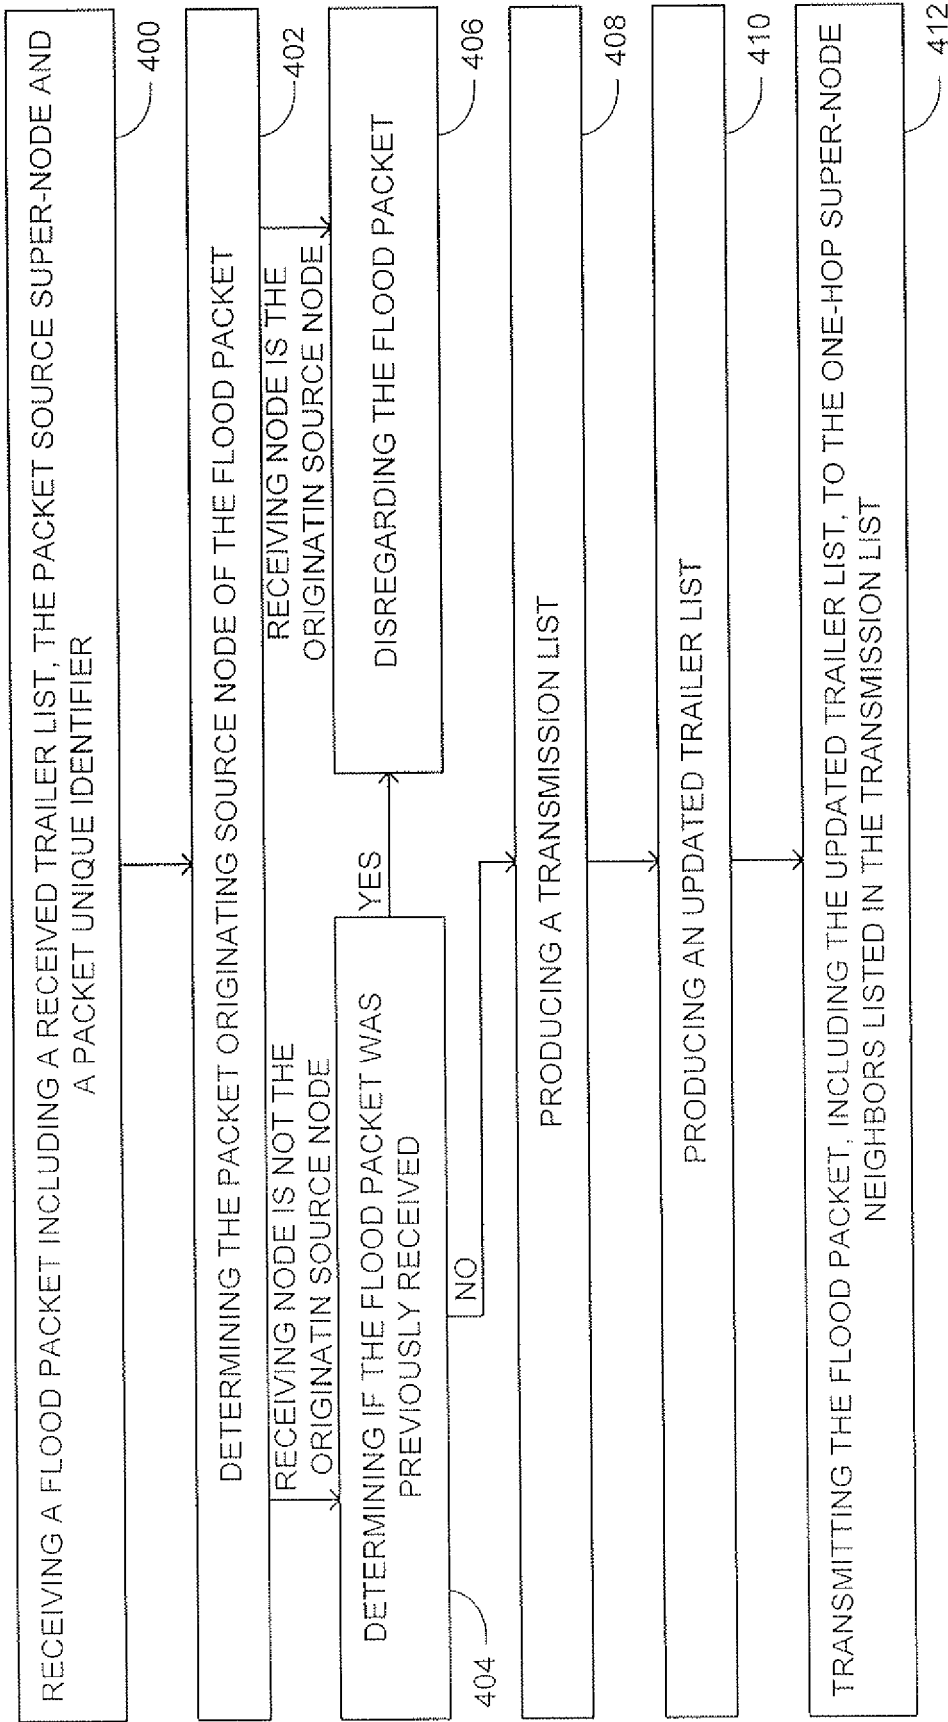 RECEIVING A FLOOD PACKET INCLUDING A RECEIVED TRAILER LIST, THE PACKET SOURCE SUPER-NODE AND
A PACKET UNIQUE IDENTIFIER
400
DETERMINING THE PACKET ORIGINATING SOURCE NODE OF THE FLOOD PACKET
402
RECEIVING NODE IS NOT THE
ORIGINATIN SOURCE NODE
RECEIVING NODE IS THE
ORIGINATIN SOURCE NODE
DETERMINING IF THE FLOOD PACKET WAS
PREVIOUSLY RECEIVED
404
YES
DISREGARDING THE FLOOD PACKET
406
NO
PRODUCING A TRANSMISSION LIST
408
PRODUCING AN UPDATED TRAILER LIST
410
TRANSMITTING THE FLOOD PACKET, INCLUDING THE UPDATED TRAILER LIST, TO THE ONE-HOP SUPER-NODE
NEIGHBORS LISTED IN THE TRANSMISSION LIST
412